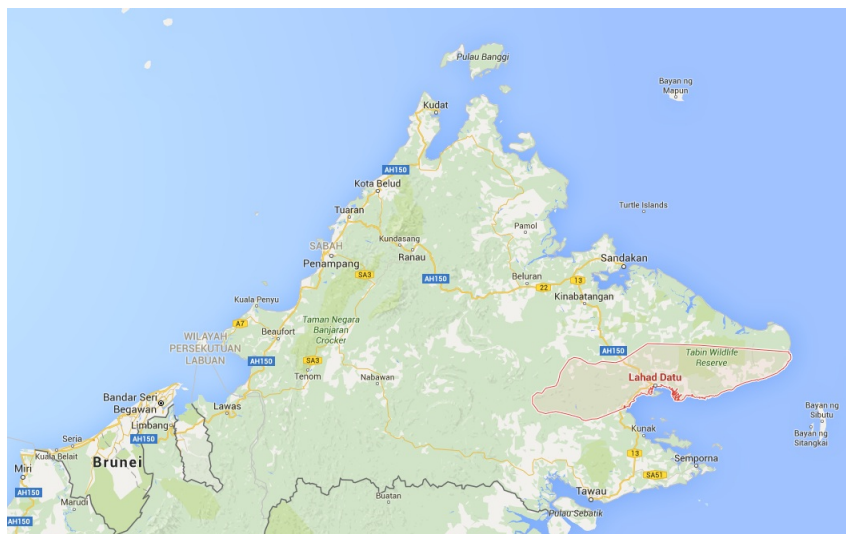 Pulau Banggi
Bayan ng
Mapun
Kudat
AH150
Kota Belud
Tuaran
Turtle Islands
Pamol
Kundasang
SABAH
Ranau
Penampang
SA3
Sandakan
AH150
Beluran
13
22
Kinabatangan
Kuala Penyu
A7
Taman Negara
Banjaran
Crocker
Beaufort
WILAYAH
PERSEKUTUAN
LABUAN
AH150
Tabin Wildlife
Reserve
AH150
SA3
Tenom
Nabawan
Lahad Datu
Bandar Seri
Begawan
Lawas
Bayan ng
Sibutu
Limbang
Kunak
Bayan ng
Sitangkai
Seria
AH150
Kuala Belait
Brunei
13
Semporna
Miri
SA51
AH150
Tawau
Buatan
Marudi
Pulau Sebatik
AH150